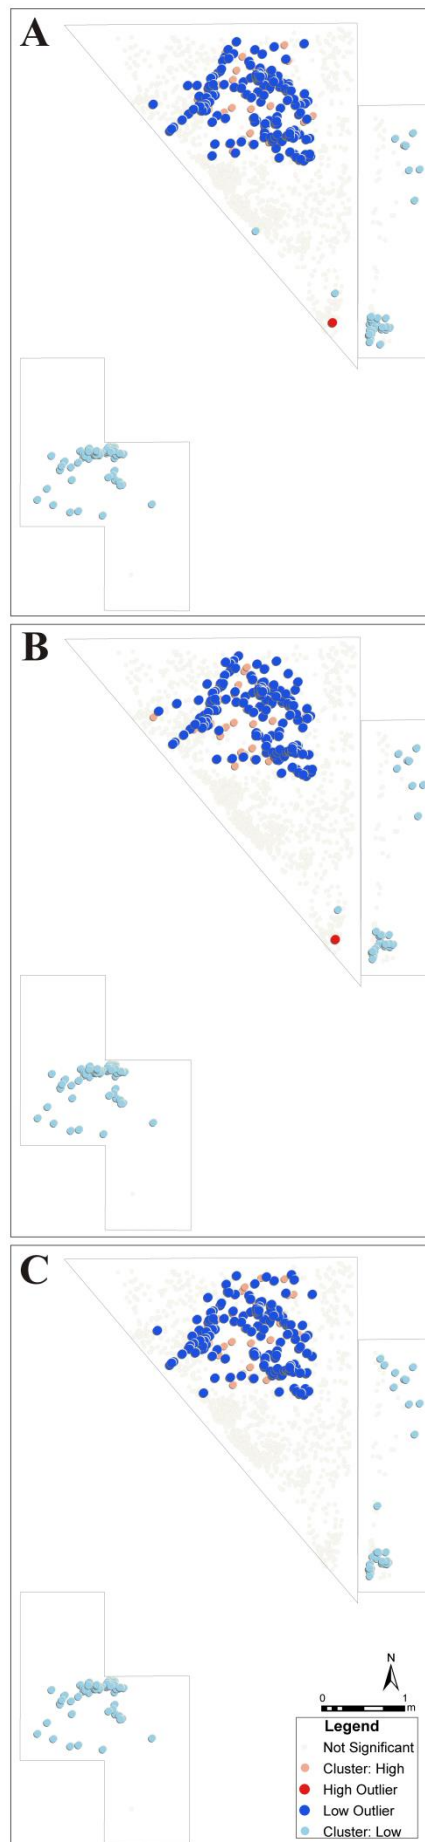 A
B
C
N
0 1
m
Legend
Not Significant
Cluster: High
High Outlier
Low Outlier
Cluster: Low